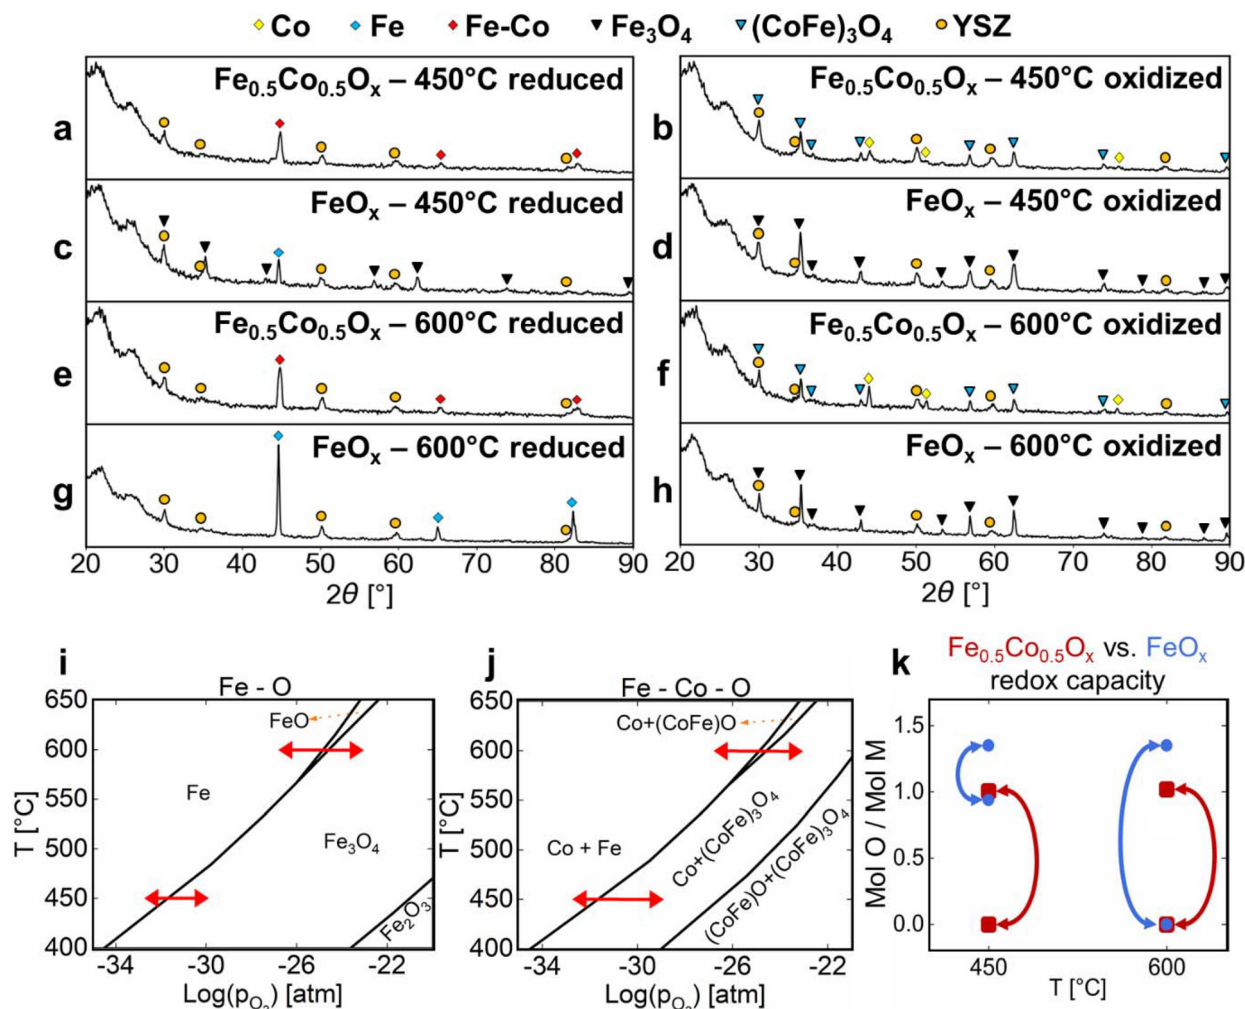 Co Fe Fe-Co Fe₃O₄ (CoFe)₃O₄ YSZ
a
Fe₀.₅Co₀.₅Oₓ – 450°C reduced
b
Fe₀.₅Co₀.₅Oₓ – 450°C oxidized
c
FeOₓ – 450°C reduced
d
FeOₓ – 450°C oxidized
e
Fe₀.₅Co₀.₅Oₓ – 600°C reduced
f
Fe₀.₅Co₀.₅Oₓ – 600°C oxidized
g
FeOₓ – 600°C reduced
h
FeOₓ – 600°C oxidized
20 30 40 50 60 70 80 90
2θ [°]
20 30 40 50 60 70 80 90
2θ [°]
i
Fe - O
650
600
550
500
450
400
T [°C]
FeO
Fe
Fe₃O₄
Fe₂O₃
-34 -30 -26 -22
Log(p_O₂) [atm]
j
Fe - Co - O
650
600
550
500
450
400
T [°C]
Co+(CoFe)O
Co + Fe
Co+(CoFe)₃O₄
(CoFe)O+(CoFe)₃O₄
-34 -30 -26 -22
Log(p_O₂) [atm]
k
Fe₀.₅Co₀.₅Oₓ vs. FeOₓ
redox capacity
Mol O / Mol M
1.5
1.0
0.5
0.0
450 600
T [°C]